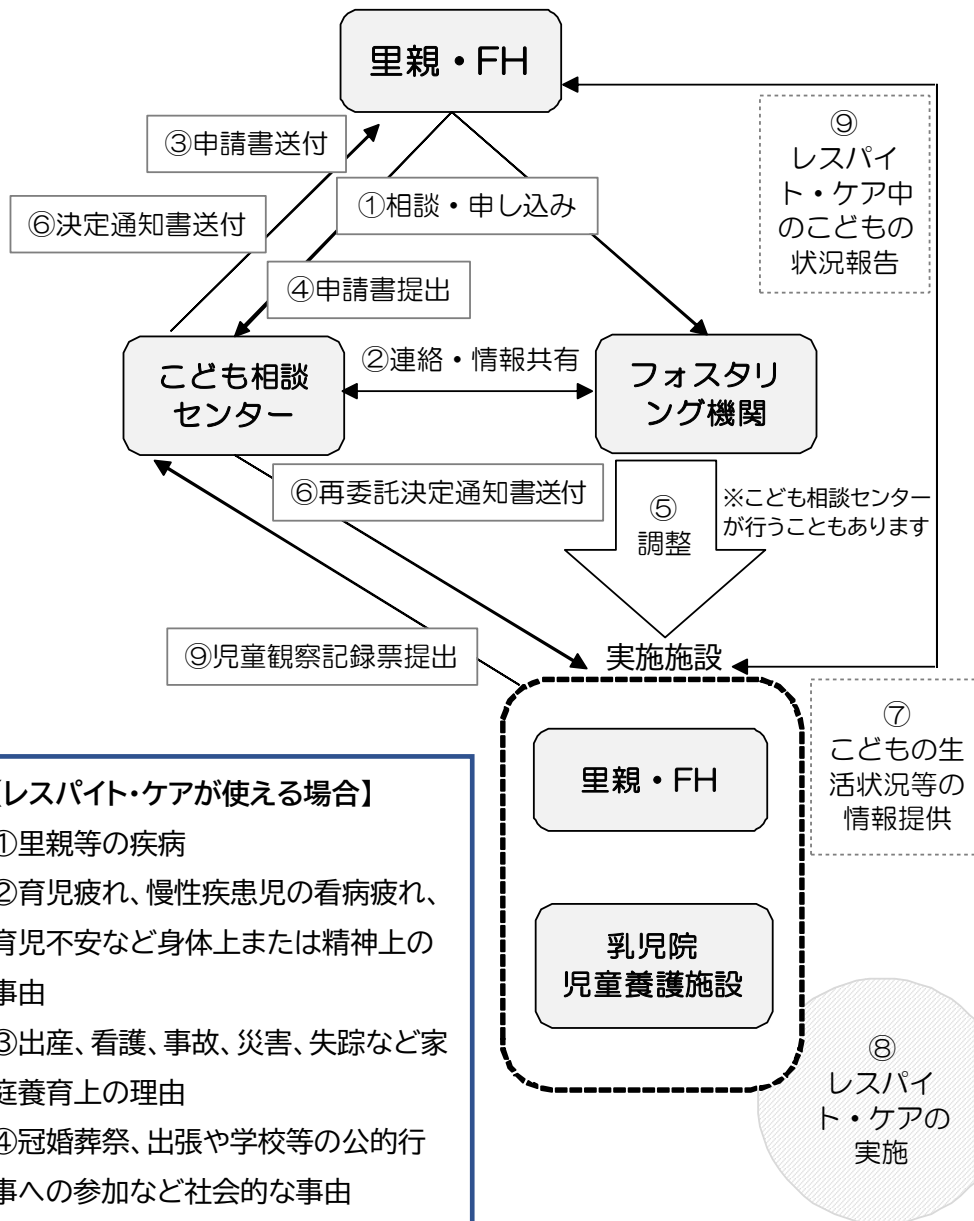 里親・FH
③申請書送付
①相談・申し込み
⑥決定通知書送付
④申請書提出
⑨
レスパイ
ト・ケア中
のこどもの
状況報告
こども相談
センター
②連絡・情報共有
フォスタリ
ング機関
⑥再委託決定通知書送付
⑤
調整
※こども相談センター
が行うこともあります
⑨児童観察記録票提出
実施施設
里親・FH
乳児院
児童養護施設
⑦
こどもの生
活状況等の
情報提供
⑧
レスパイ
ト・ケアの
実施
【レスパイト・ケアが使える場合】
①里親等の疾病
②育児疲れ、慢性疾患児の看病疲れ、
育児不安など身体上または精神上の
事由
③出産、看護、事故、災害、失踪など家
庭養育上の理由
④冠婚葬祭、出張や学校等の公的行
事への参加など社会的な事由